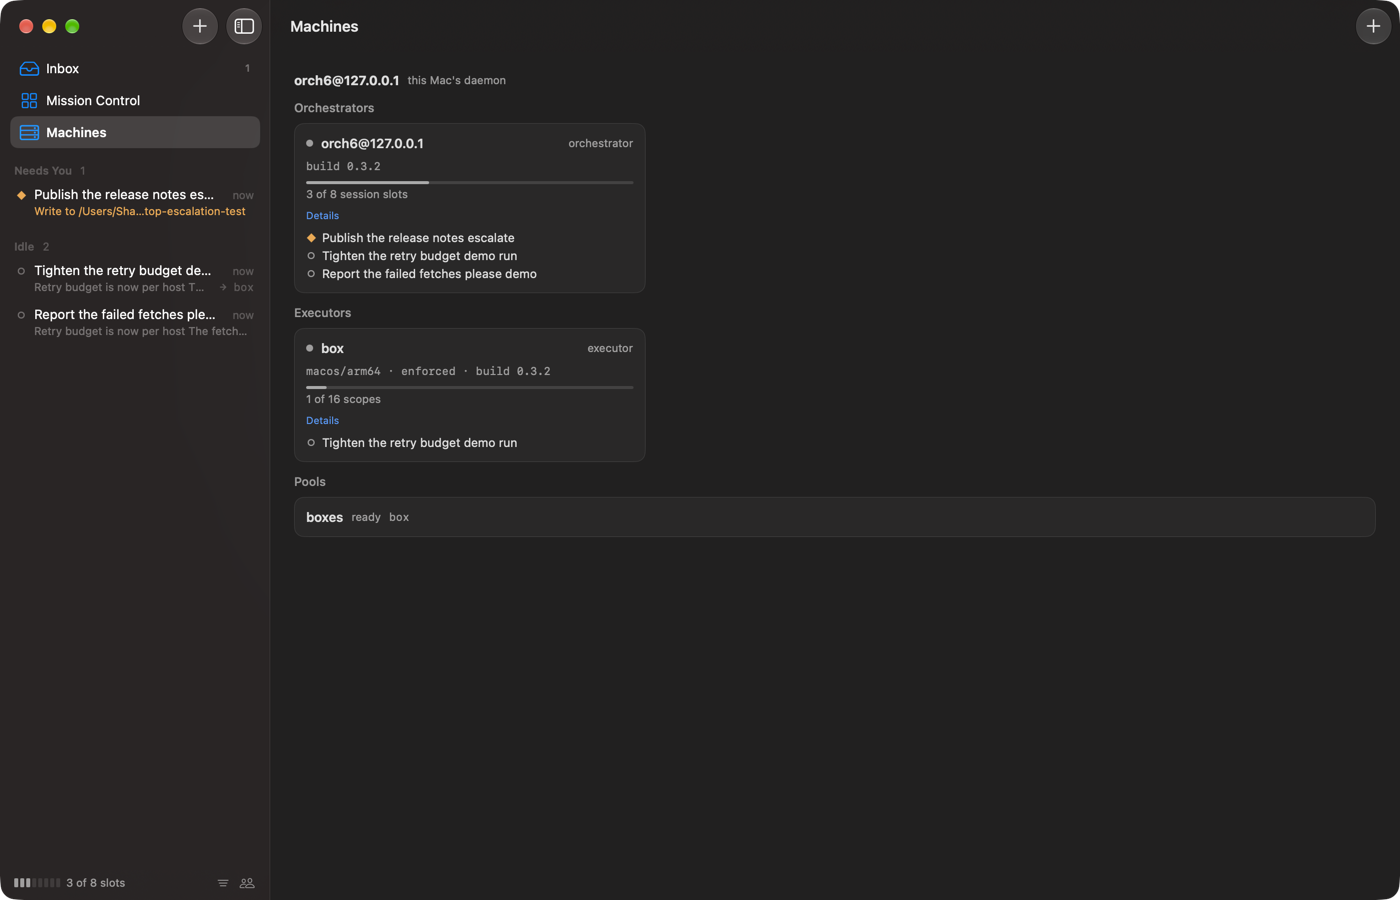 Inbox 1
Mission Control
Machines
Needs You 1
Publish the release notes es... now
Write to /Users/Sha...top-escalation-test
Idle 2
Tighten the retry budget de... now
Retry budget is now per host T... → box
Report the failed fetches ple... now
Retry budget is now per host The fetch...
3 of 8 slots
Machines
orch6@127.0.0.1 this Mac's daemon
Orchestrators
orch6@127.0.0.1 orchestrator
build 0.3.2
3 of 8 session slots
Details
Publish the release notes escalate
Tighten the retry budget demo run
Report the failed fetches please demo
Executors
box executor
macos/arm64 · enforced · build 0.3.2
1 of 16 scopes
Details
Tighten the retry budget demo run
Pools
boxes ready box